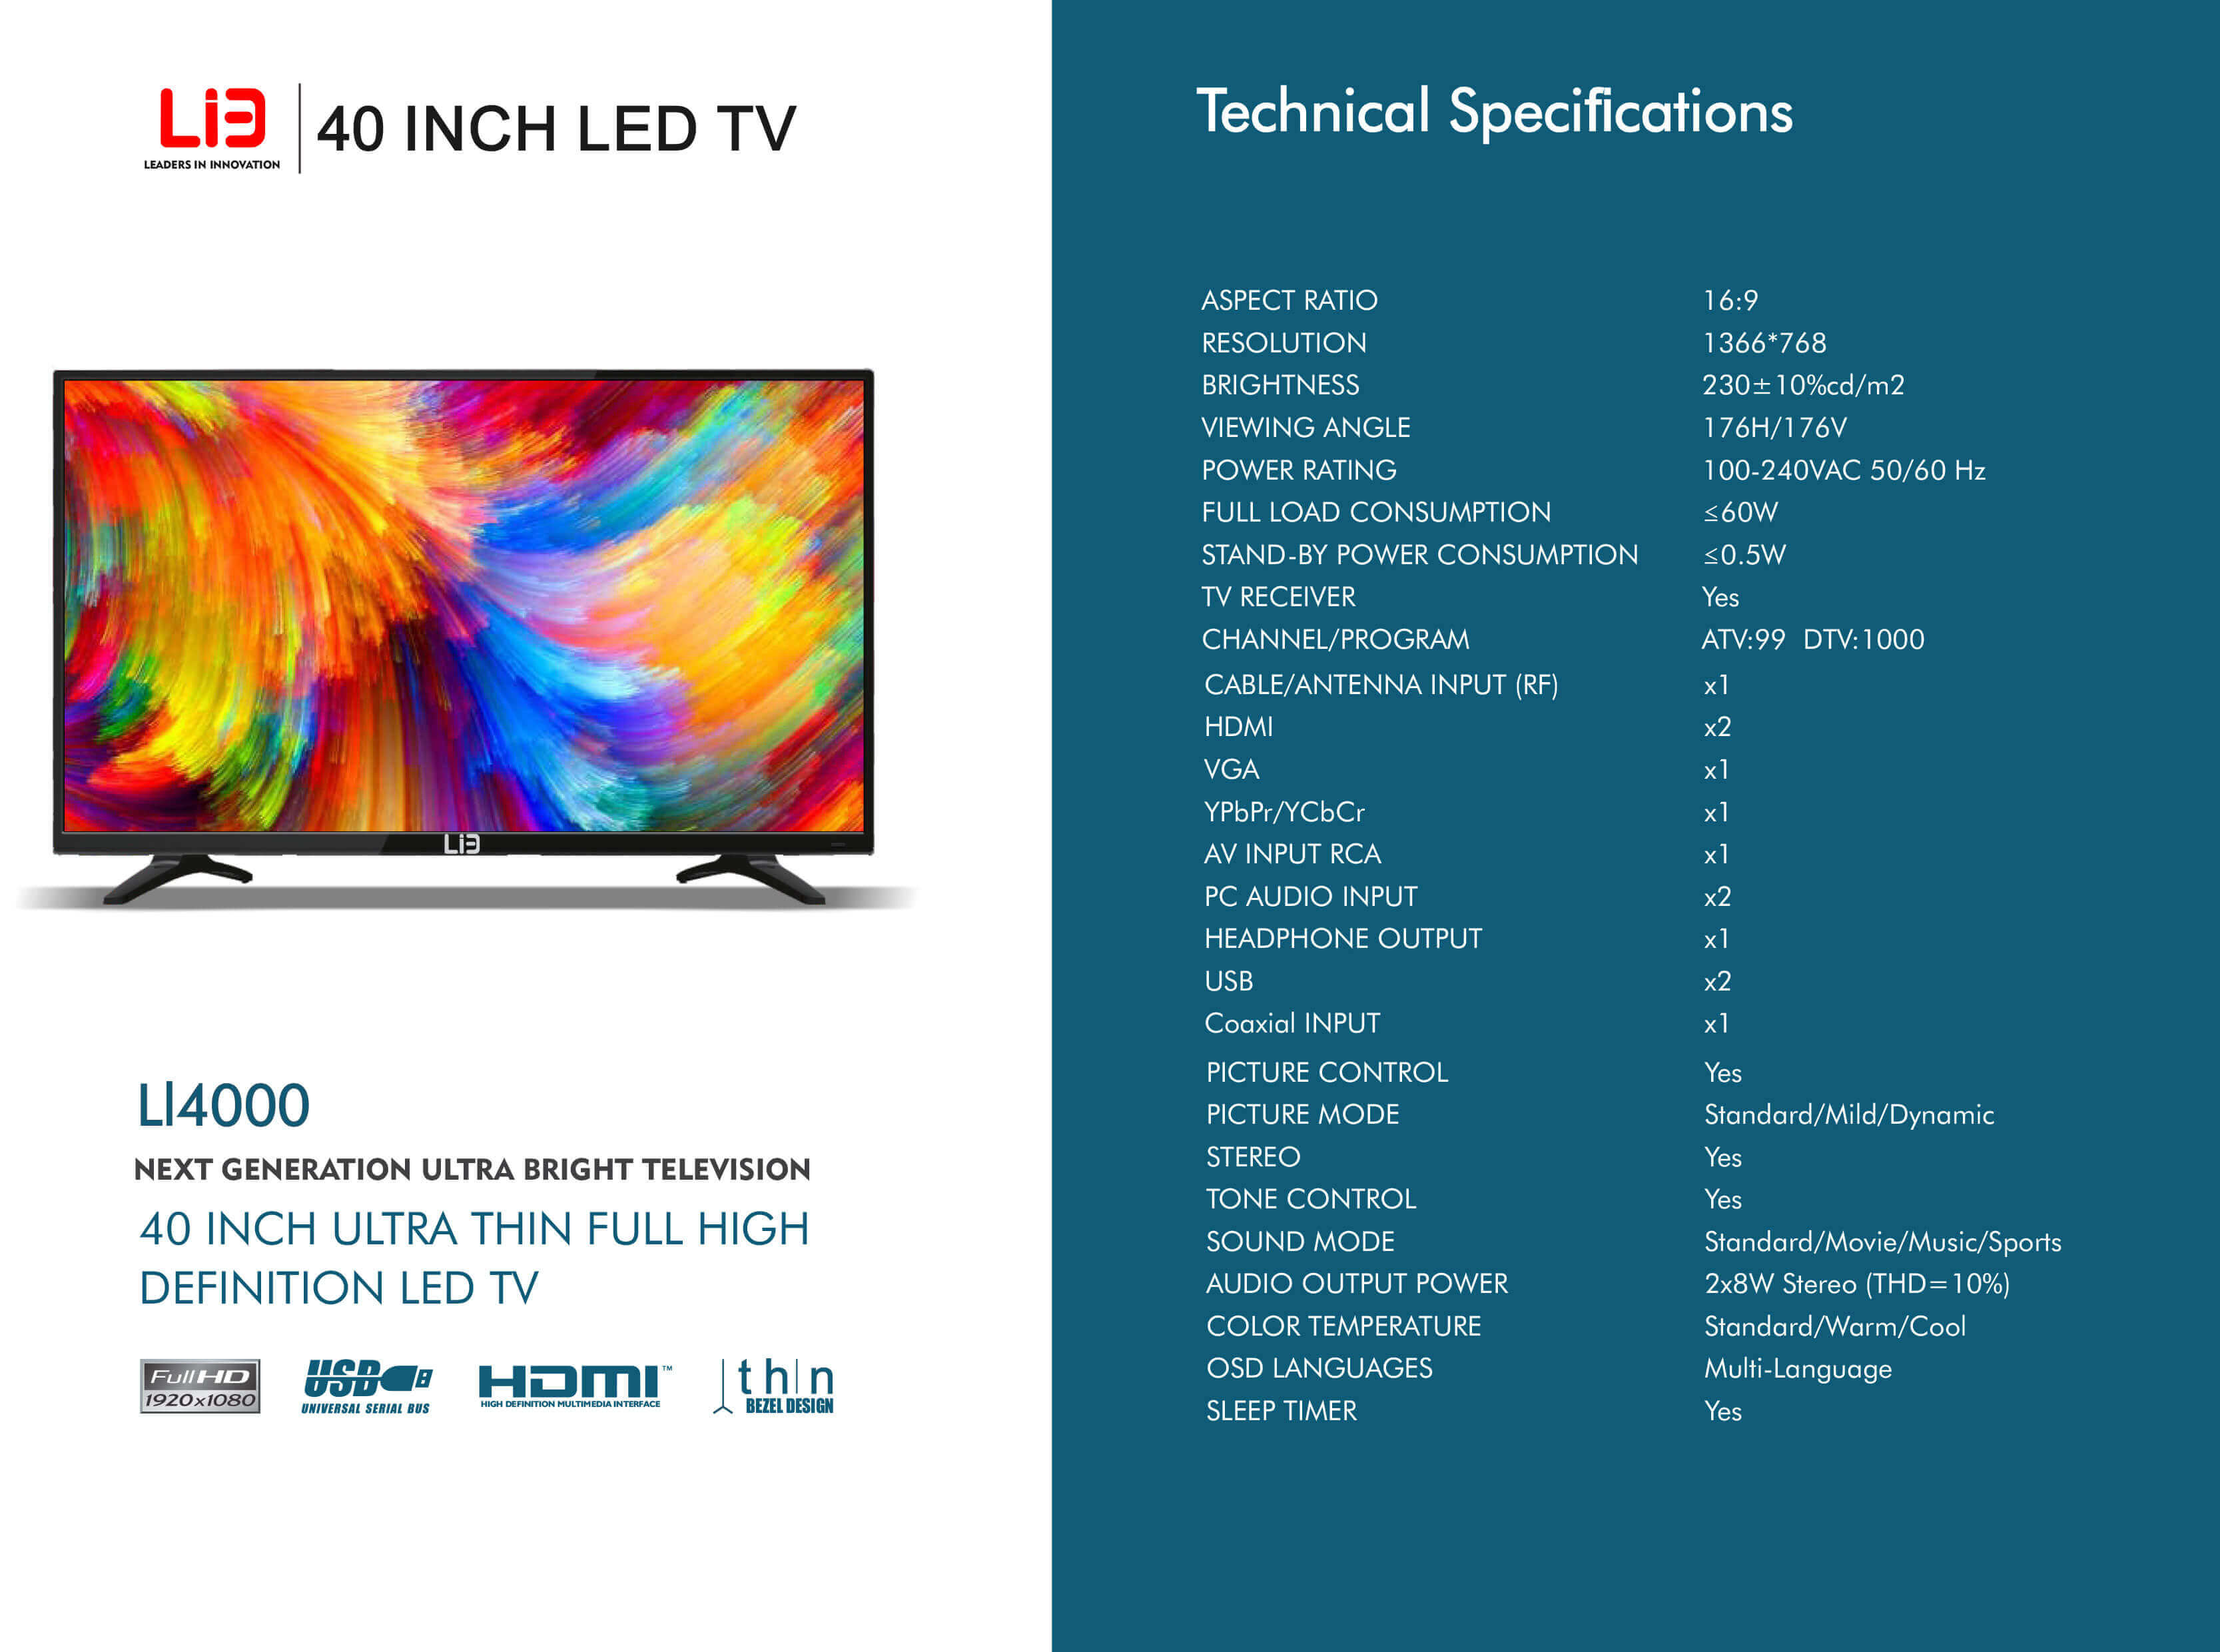 Li3
LEADERS IN INNOVATION
40 INCH LED TV
Li3
LI4000
NEXT GENERATION ULTRA BRIGHT TELEVISION
40 INCH ULTRA THIN FULL HIGH
DEFINITION LED TV
Full HD
1920x1080
USB
UNIVERSAL SERIAL BUS
HDMI™
HIGH DEFINITION MULTIMEDIA INTERFACE
thin
BEZEL DESIGN
Technical Specifications
ASPECT RATIO 16:9
RESOLUTION 1366*768
BRIGHTNESS 230±10%cd/m2
VIEWING ANGLE 176H/176V
POWER RATING 100-240VAC 50/60 Hz
FULL LOAD CONSUMPTION ≤60W
STAND-BY POWER CONSUMPTION ≤0.5W
TV RECEIVER Yes
CHANNEL/PROGRAM ATV:99 DTV:1000
CABLE/ANTENNA INPUT (RF) x1
HDMI x2
VGA x1
YPbPr/YCbCr x1
AV INPUT RCA x1
PC AUDIO INPUT x2
HEADPHONE OUTPUT x1
USB x2
Coaxial INPUT x1
PICTURE CONTROL Yes
PICTURE MODE Standard/Mild/Dynamic
STEREO Yes
TONE CONTROL Yes
SOUND MODE Standard/Movie/Music/Sports
AUDIO OUTPUT POWER 2x8W Stereo (THD=10%)
COLOR TEMPERATURE Standard/Warm/Cool
OSD LANGUAGES Multi-Language
SLEEP TIMER Yes